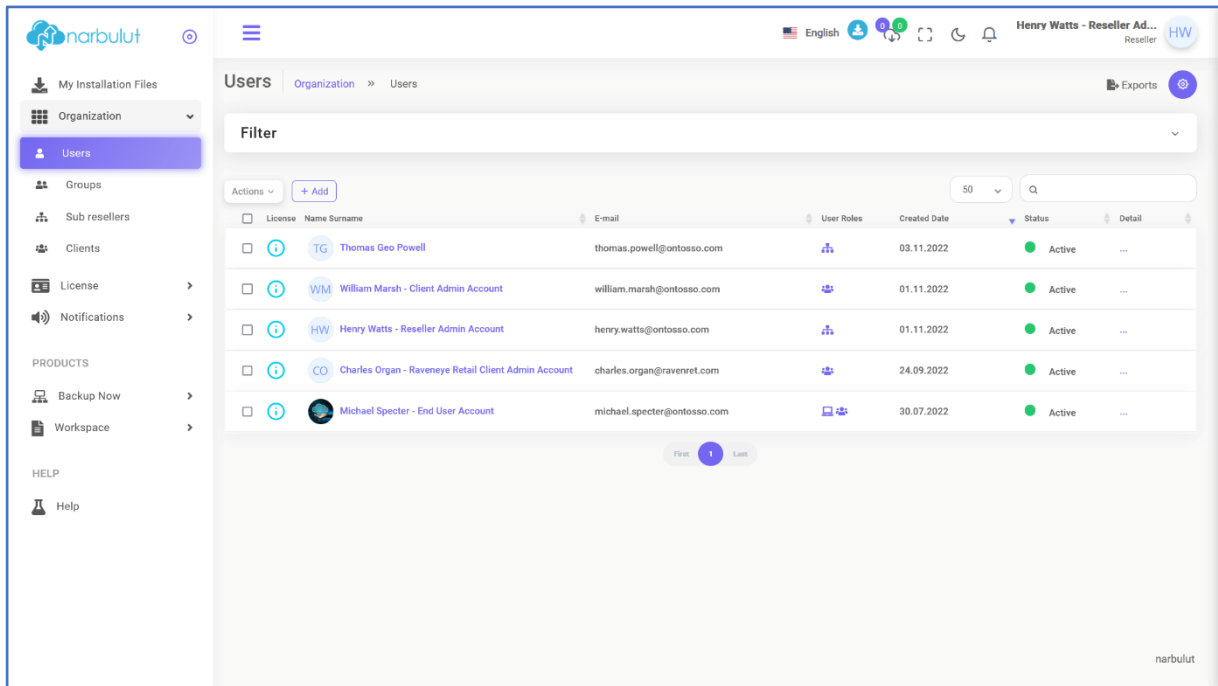 narbulut
English
0
0
Henry Watts - Reseller Ad...
Reseller
HW
My Installation Files
Organization
Users
Groups
Sub resellers
Clients
License
Notifications
PRODUCTS
Backup Now
Workspace
HELP
Help
Users
Organization » Users
Exports
Filter
Actions
+ Add
50
License Name Surname E-mail User Roles Created Date Status Detail
TG Thomas Geo Powell thomas.powell@ontosso.com 03.11.2022 Active ...
WM William Marsh - Client Admin Account william.marsh@ontosso.com 01.11.2022 Active ...
HW Henry Watts - Reseller Admin Account henry.watts@ontosso.com 01.11.2022 Active ...
CO Charles Organ - Raveneye Retail Client Admin Account charles.organ@ravenret.com 24.09.2022 Active ...
Michael Specter - End User Account michael.specter@ontosso.com 30.07.2022 Active ...
First 1 Last
narbulut